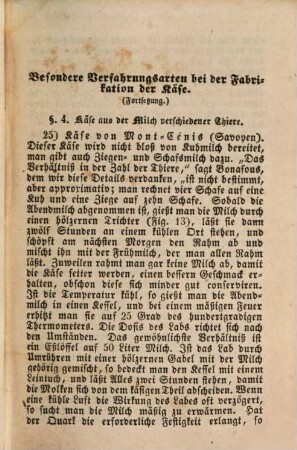 Besondere Verfahrungsarten bei der Fabri-
kation der Käse.
(Fortsetzung.)
§. 4. Käse aus der Milch verschiedener Thiere.
25) Käse von Mont-Cénis (Savoyen).
Dieser Käse wird nicht bloß von Kuhmilch bereitet,
man gibt auch Ziegen- und Schafsmilch dazu. „Das
Verhältniß in der Zahl der Thiere,“ sagt Bonafous,
dem wir diese Details verdanken, „ist nicht bestimmt,
aber approximativ; man rechnet vier Schafe auf eine
Kuh und eine Ziege auf zehn Schafe. Sobald die
Abendmilch abgenommen ist, gießt man die Milch durch
einen hölzernen Trichter (Fig. 13), läßt sie dann
zwölf Stunden an einem kühlen Ort stehen, und
schöpft am nächsten Morgen den Rahm ab und
mischt ihn mit der Frühmilch, der man allen Rahm
läßt. Zuweilen rahmt man gar keine Milch ab, damit
die Käse fetter werden, einen bessern Geschmack er-
halten, obschon diese sich minder gut conserviren.
Ist die Temperatur kühl, so gießt man die Abend-
milch in einen Kessel, und bei einem mäßigen Feuer
erhitzt man sie auf 25 Grad des hundertgradigen
Thermometers. Die Dosis des Labs richtet sich nach
den Umständen. Das gewöhnlichste Verhältniß ist
ein Eßlöffel auf 50 Liter Milch. Ist das Lab durch
Umrühren mit einer hölzernen Gabel mit der Milch
gehörig gemischt, so bedeckt man den Kessel mit einem
Leintuch, und läßt Alles zwei Stunden stehen, damit
die Molken sich von dem käsigen Theil abscheiden. Wenn
eine kühle Luft die Wirkung des Labes oft verzögert,
so sucht man die Milch mäßig zu erwärmen. Hat
der Quark die erforderliche Festigkeit erlangt, so